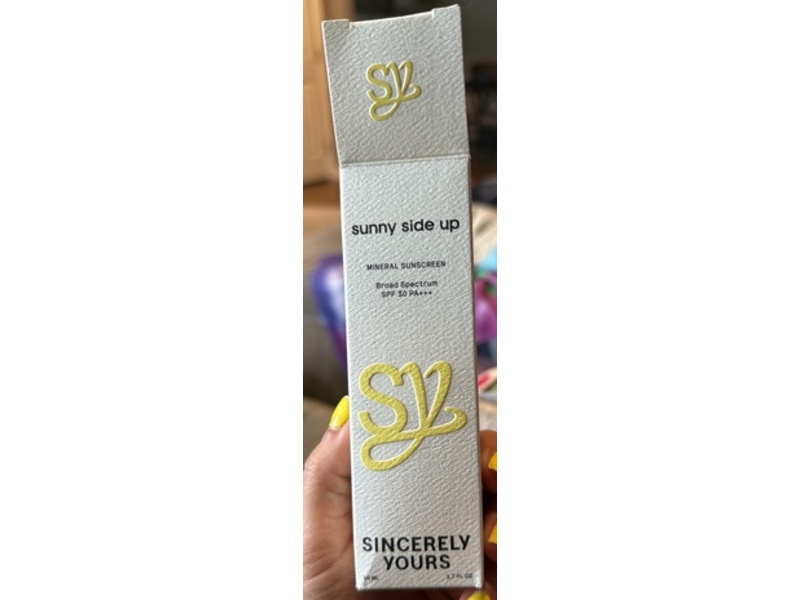 sy
sunny side up
MINERAL SUNSCREEN
Broad Spectrum
SPF 30 PA+++
sy
SINCERELY
YOURS
1.7 FL OZ